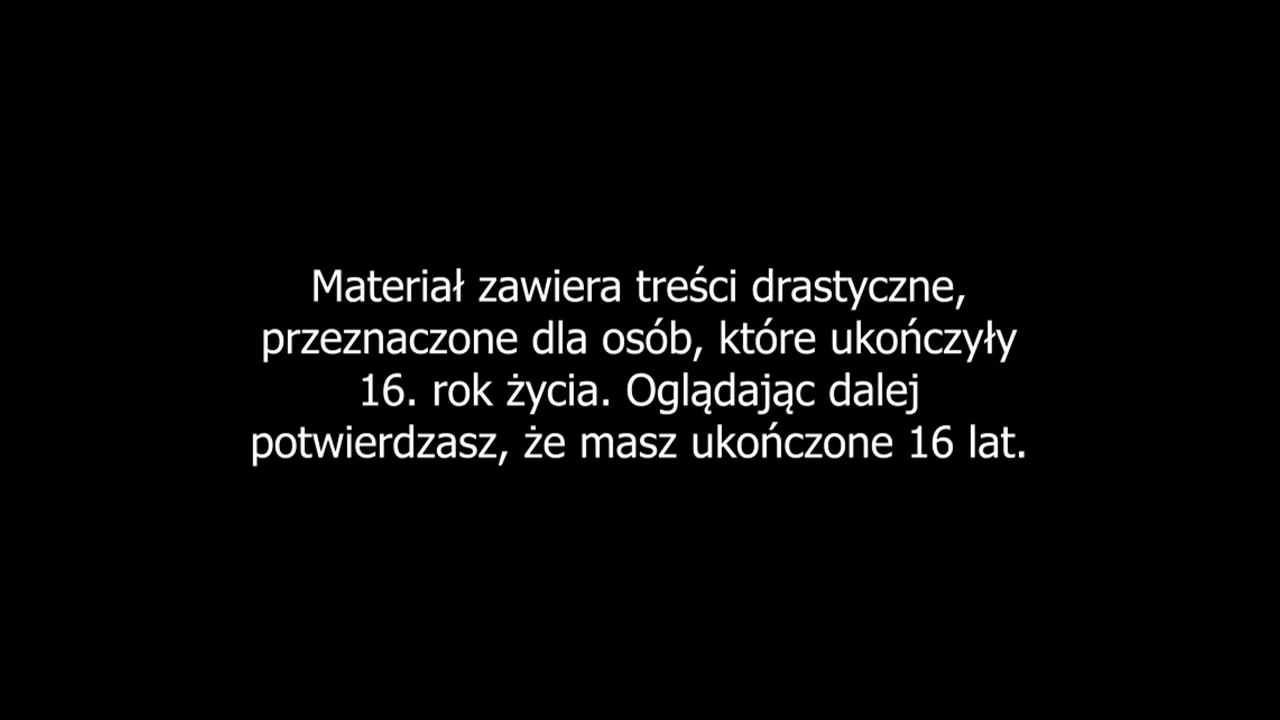 Materiał zawiera treści drastyczne,
przeznaczone dla osób, które ukończyły
16. rok życia. Oglądając dalej
potwierdzasz, że masz ukończone 16 lat.